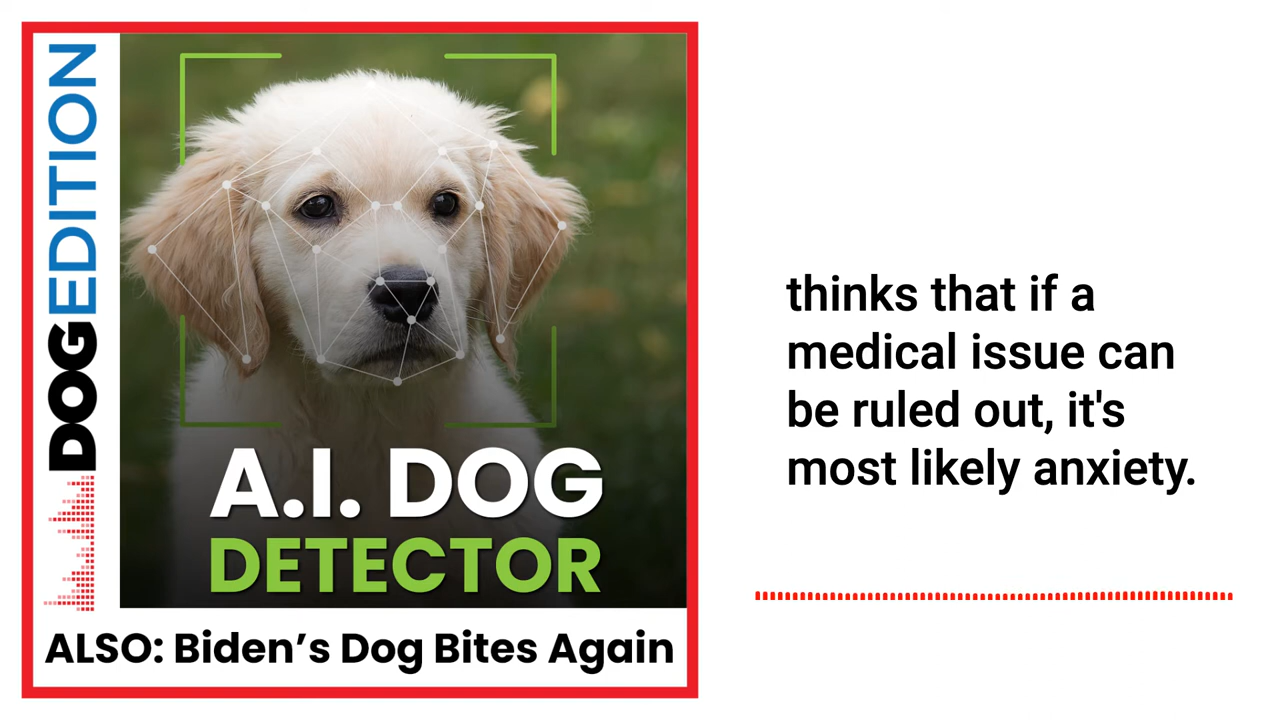 DOGEDITION
A.I. DOG
DETECTOR
ALSO: Biden’s Dog Bites Again
thinks that if a
medical issue can
be ruled out, it's
most likely anxiety.